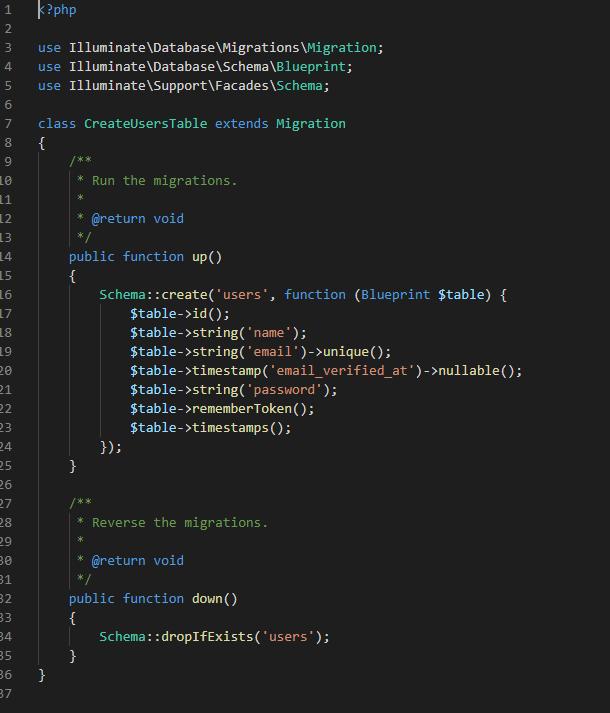 1 <?php
2
3 use Illuminate\Database\Migrations\Migration;
4 use Illuminate\Database\Schema\Blueprint;
5 use Illuminate\Support\Facades\Schema;
6
7 class CreateUsersTable extends Migration
8 {
9     /**
10      * Run the migrations.
11      *
12      * @return void
13      */
14     public function up()
15     {
16         Schema::create('users', function (Blueprint $table) {
17             $table->id();
18             $table->string('name');
19             $table->string('email')->unique();
20             $table->timestamp('email_verified_at')->nullable();
21             $table->string('password');
22             $table->rememberToken();
23             $table->timestamps();
24         });
25     }
26
27     /**
28      * Reverse the migrations.
29      *
30      * @return void
31      */
32     public function down()
33     {
34         Schema::dropIfExists('users');
35     }
36 }
37